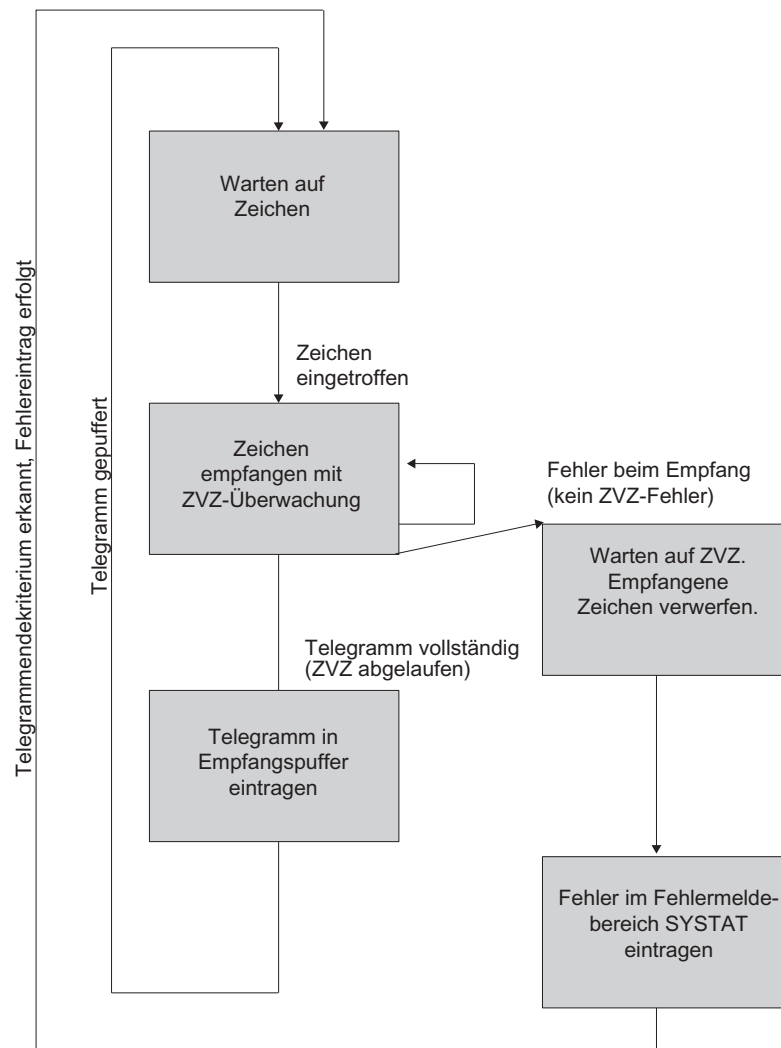 Warten auf
Zeichen
Zeichen
eingetroffen
Zeichen
empfangen mit
ZVZ-Überwachung
Fehler beim Empfang
(kein ZVZ-Fehler)
Warten auf ZVZ.
Empfangene
Zeichen verwerfen.
Telegramm vollständig
(ZVZ abgelaufen)
Telegramm in
Empfangspuffer
eintragen
Fehler im Fehlermelde-
bereich SYSTAT
eintragen
Telegramm gepuffert
Telegrammendekriterium erkannt, Fehlereintrag erfolgt